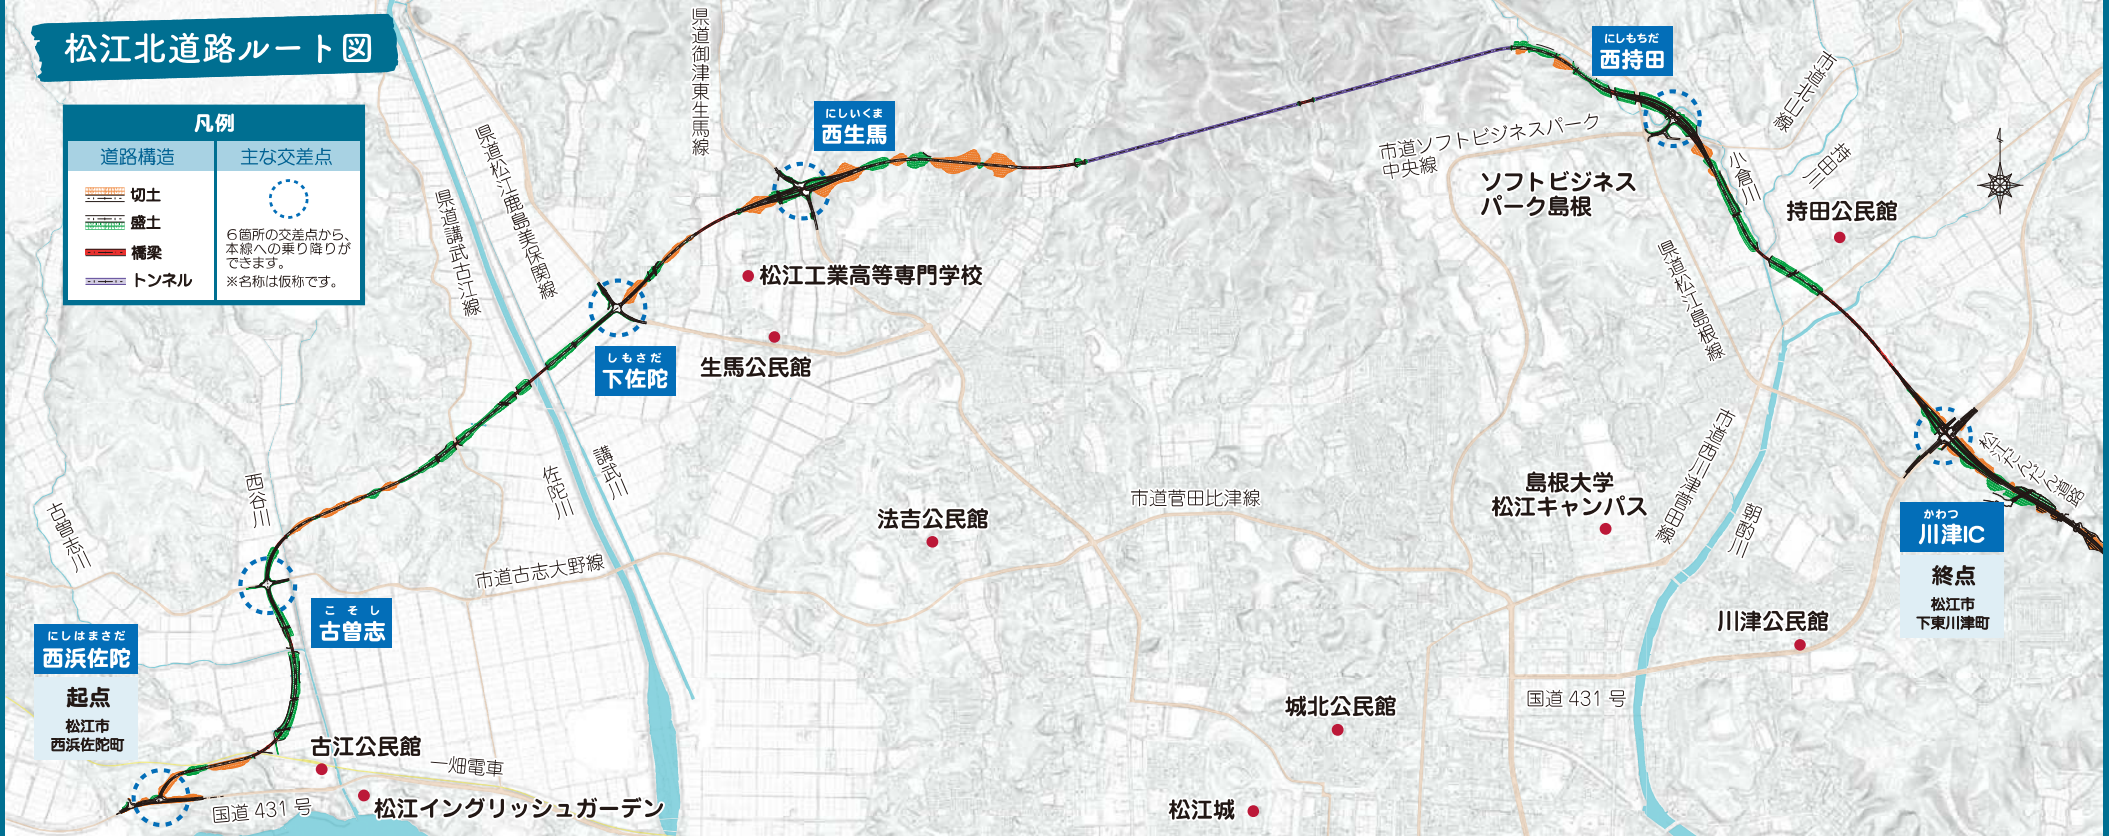 松江北道路ルート図
凡例
道路構造
主な交差点
切土
盛土
橋梁
トンネル
6箇所の交差点から、
本線への乗り降りが
できます。
※名称は仮称です。
県道御津東生馬線
県道松江鹿島美保関線
県道講武古江線
にしいくま
西生馬
にしもちだ
西持田
市道北山線
市道ソフトビジネスパーク
中央線
小倉川
持田川
ソフトビジネス
パーク島根
持田公民館
県道松江島根線
松江工業高等専門学校
しもさだ
下佐陀
生馬公民館
講武川
佐陀川
西谷川
古曽志川
市道古志大野線
法吉公民館
市道菅田比津線
島根大学
松江キャンパス
市道西川津菅田線
朝酌川
松江だんだん道路
かわつ
川津IC
終点
松江市
下東川津町
こそし
古曽志
にしはまさだ
西浜佐陀
起点
松江市
西浜佐陀町
川津公民館
国道431号
城北公民館
古江公民館
一畑電車
国道431号
松江イングリッシュガーデン
松江城